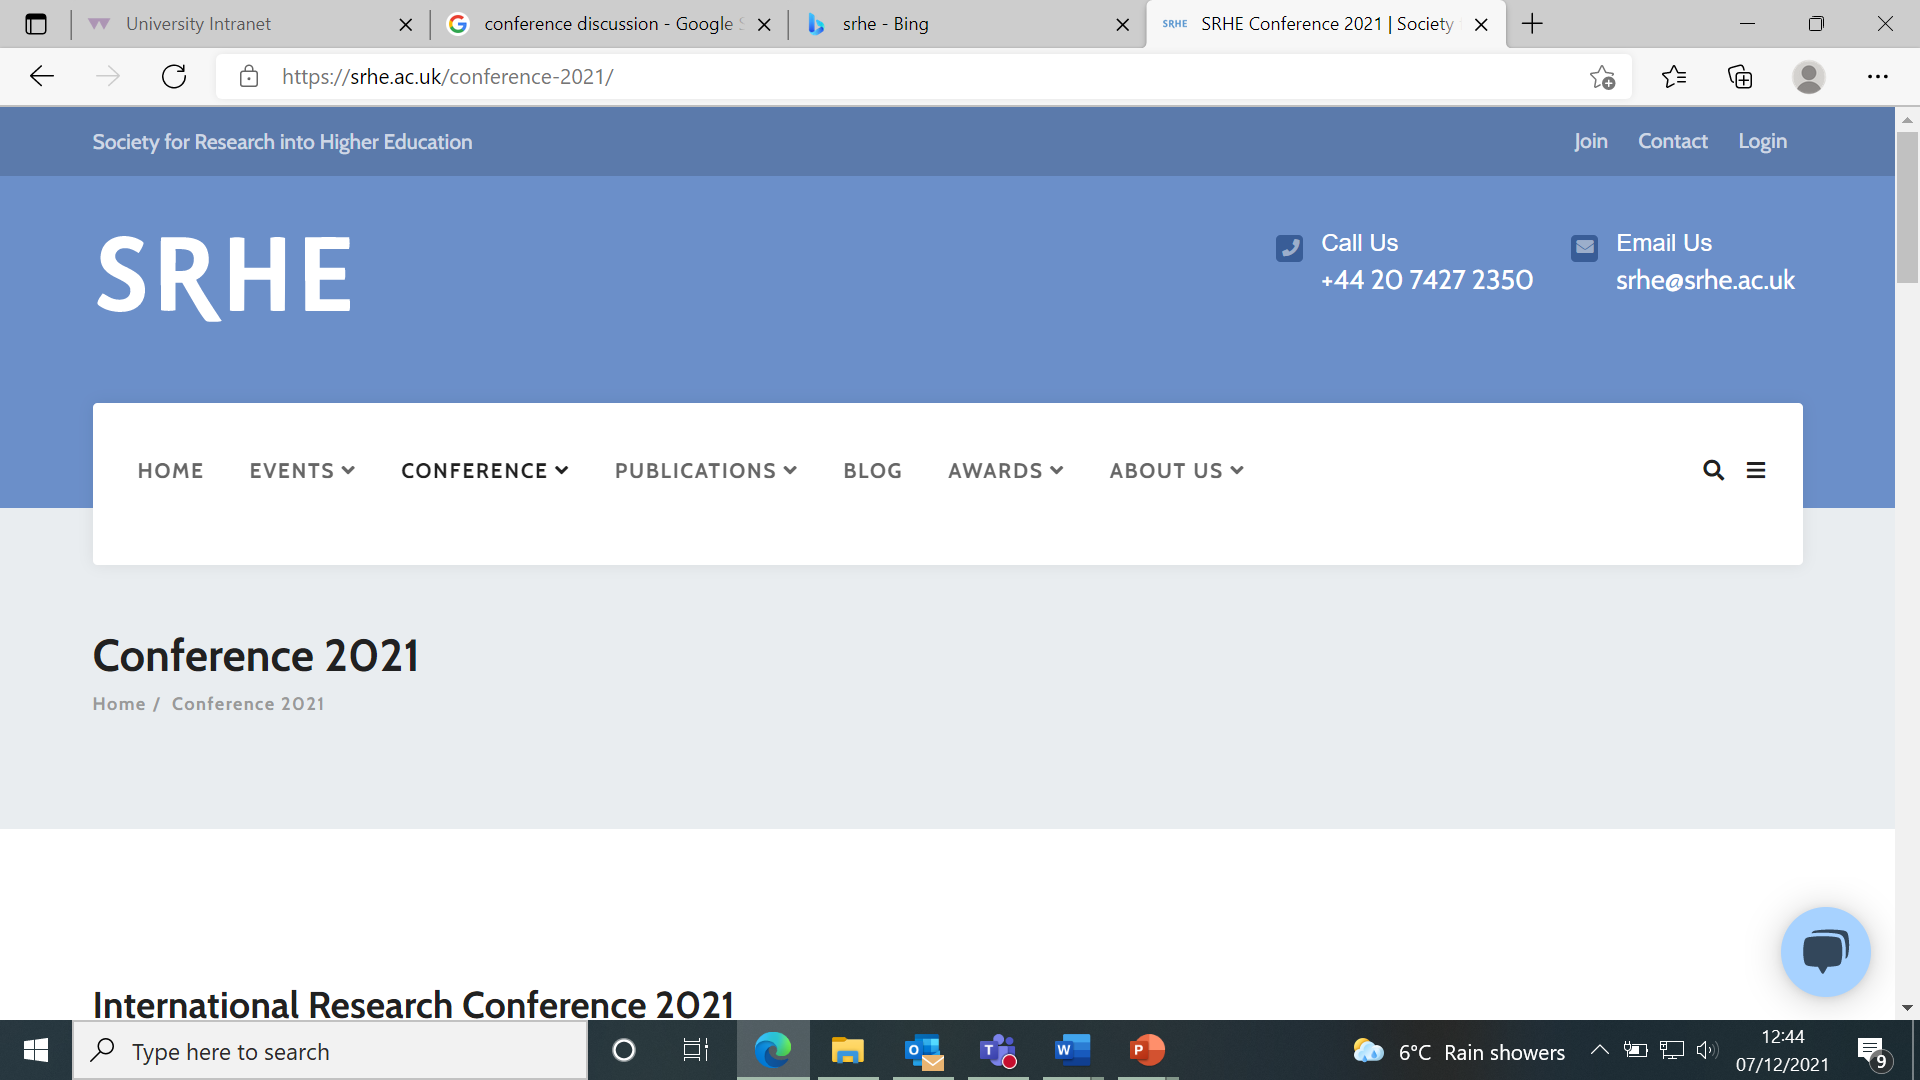 University Intranet
conference discussion - Google S
srhe - Bing
SRHE
SRHE Conference 2021 | Society
https://srhe.ac.uk/conference-2021/
Society for Research into Higher Education
Join
Contact
Login
SRHE
Call Us
+44 20 7427 2350
Email Us
srhe@srhe.ac.uk
HOME
EVENTS
CONFERENCE
PUBLICATIONS
BLOG
AWARDS
ABOUT US
Conference 2021
Home / Conference 2021
International Research Conference 2021
Type here to search
O
T
W
P
6°C Rain showers
12:44
07/12/2021
9